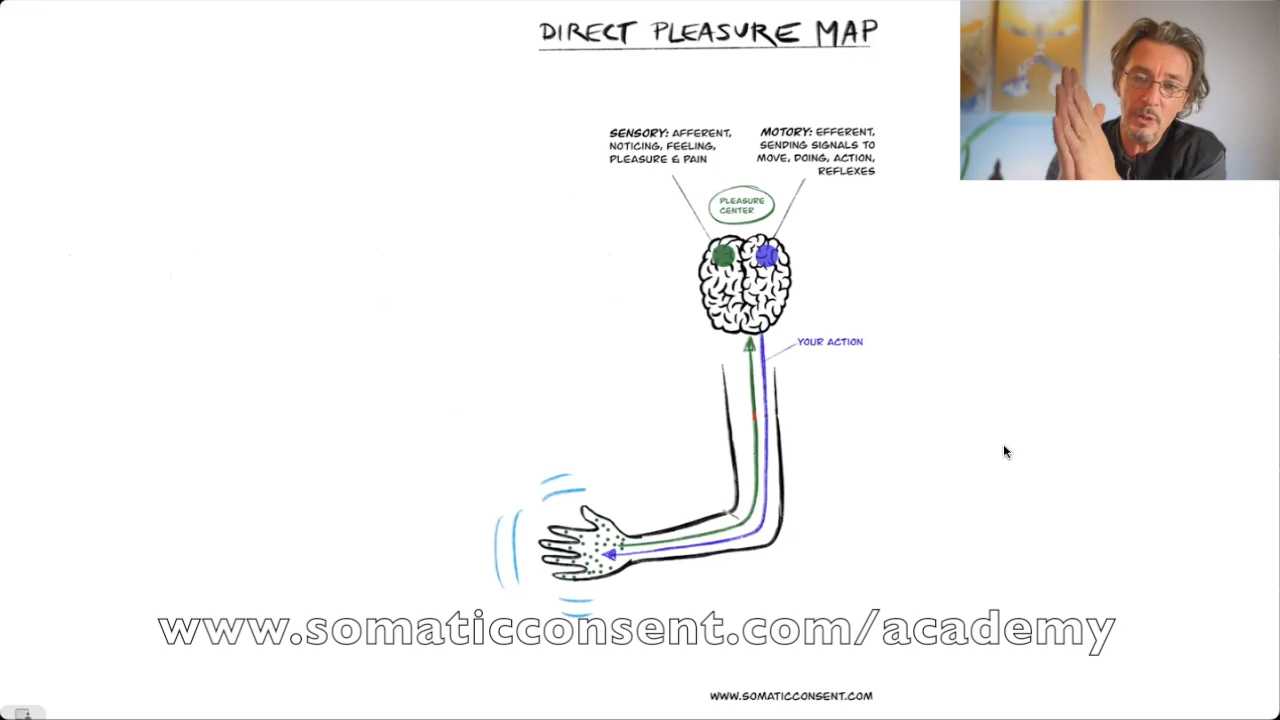 DIRECT PLEASURE MAP
SENSORY: AFFERENT,
NOTICING, FEELING,
PLEASURE & PAIN
MOTORY: EFFERENT,
SENDING SIGNALS TO
MOVE, DOING, ACTION,
REFLEXES
PLEASURE
CENTER
YOUR ACTION
www.somaticconsent.com/academy
WWW.SOMATICCONSENT.COM